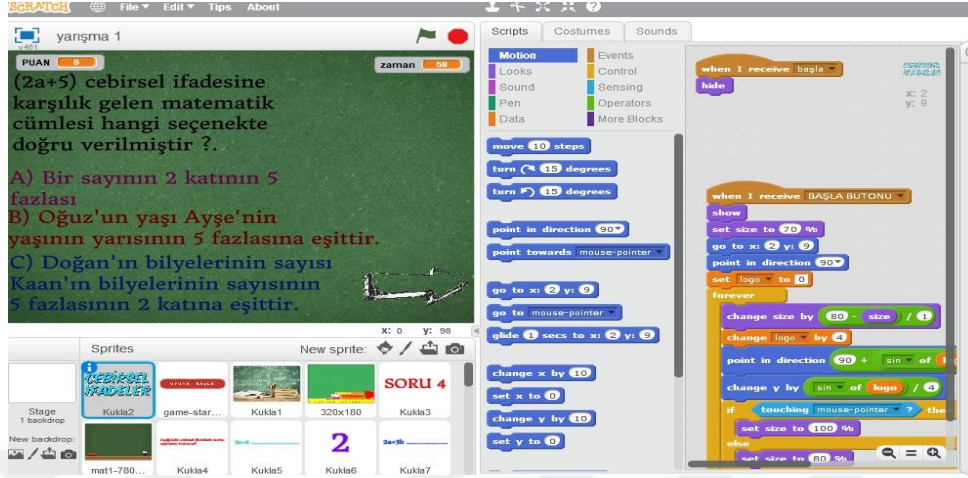 SCRATCH File Edit Tips About
yarışma 1
v461
PUAN 8
zaman 58
(2a+5) cebirsel ifadesine
karşılık gelen matematik
cümlesi hangi seçenekte
doğru verilmiştir ?.
A) Bir sayının 2 katının 5
fazlası
B) Oğuz'un yaşı Ayşe'nin
yaşının yarısının 5 fazlasına eşittir.
C) Doğan'ın bilyelerinin sayısı
Kaan'ın bilyelerinin sayısının
5 fazlasının 2 katına eşittir.
X: 0 y: 98
Sprites New sprite:
Stage
1 backdrop
New backdrop:
CEBİRSEL
İFADELER
Kukla2
game-star...
Kukla1
320x180
SORU 4
Kukla3
mat1-780...
Kukla4
Kukla5
2
Kukla6
2a+3b
Kukla7
Scripts Costumes Sounds
Motion Events
Looks Control
Sound Sensing
Pen Operators
Data More Blocks
move 10 steps
turn 15 degrees
turn 15 degrees
point in direction 90
point towards mouse-pointer
go to x: 2 y: 9
go to mouse-pointer
glide 1 secs to x: 2 y: 9
change x by 10
set x to 0
change y by 10
set y to 0
when I receive başla
hide
CEBİRSEL
İFADELER
x: 2
y: 9
when I receive BAŞLA BUTONU
show
set size to 70 %
go to x: 2 y: 9
point in direction 90
set logo to 0
forever
change size by 80 - size / 1
change logo by 4
point in direction 90 + sin of
change y by sin of logo / 4
if touching mouse-pointer ? the
set size to 100 %
else
set size to 80 %